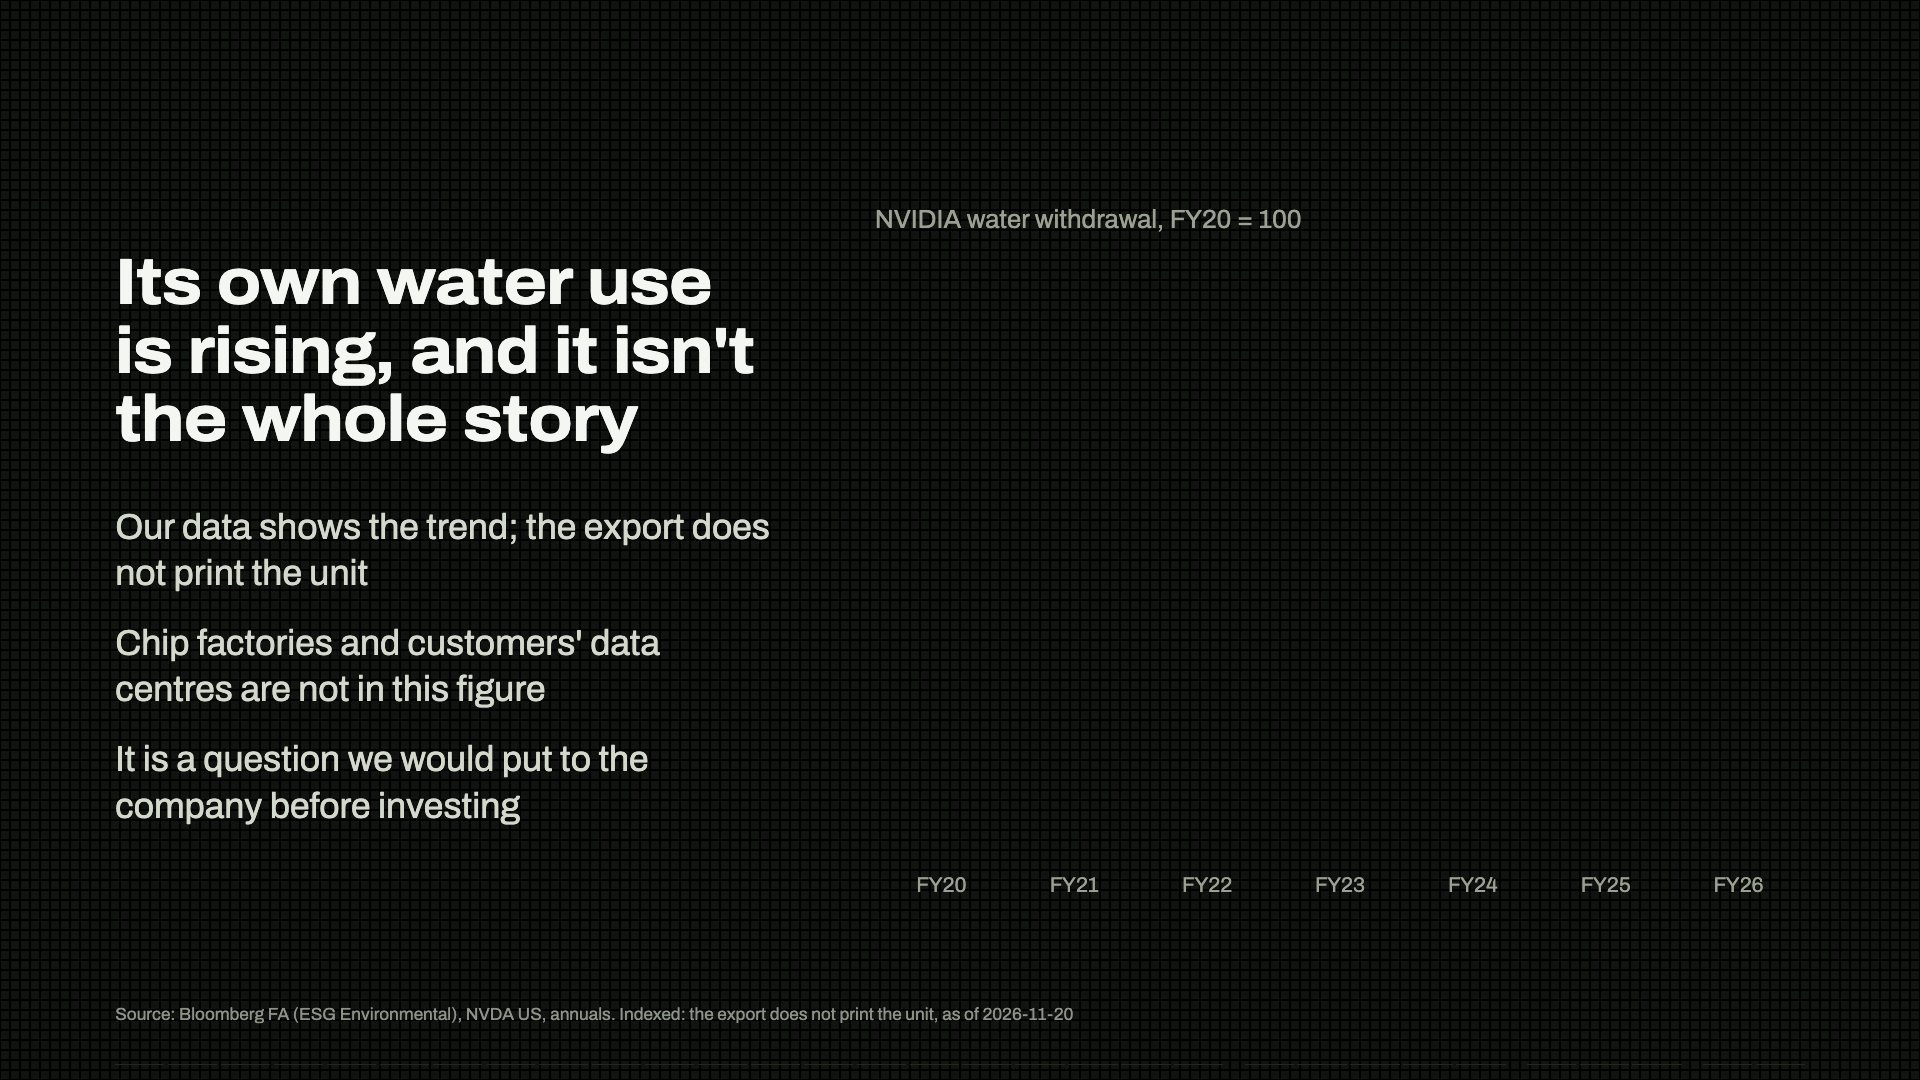 NVIDIA water withdrawal, FY20 = 100
Its own water use
is rising, and it isn't
the whole story
Our data shows the trend; the export does
not print the unit
Chip factories and customers' data
centres are not in this figure
It is a question we would put to the
company before investing
FY20 FY21 FY22 FY23 FY24 FY25 FY26
Source: Bloomberg FA (ESG Environmental), NVDA US, annuals. Indexed: the export does not print the unit, as of 2026-11-20